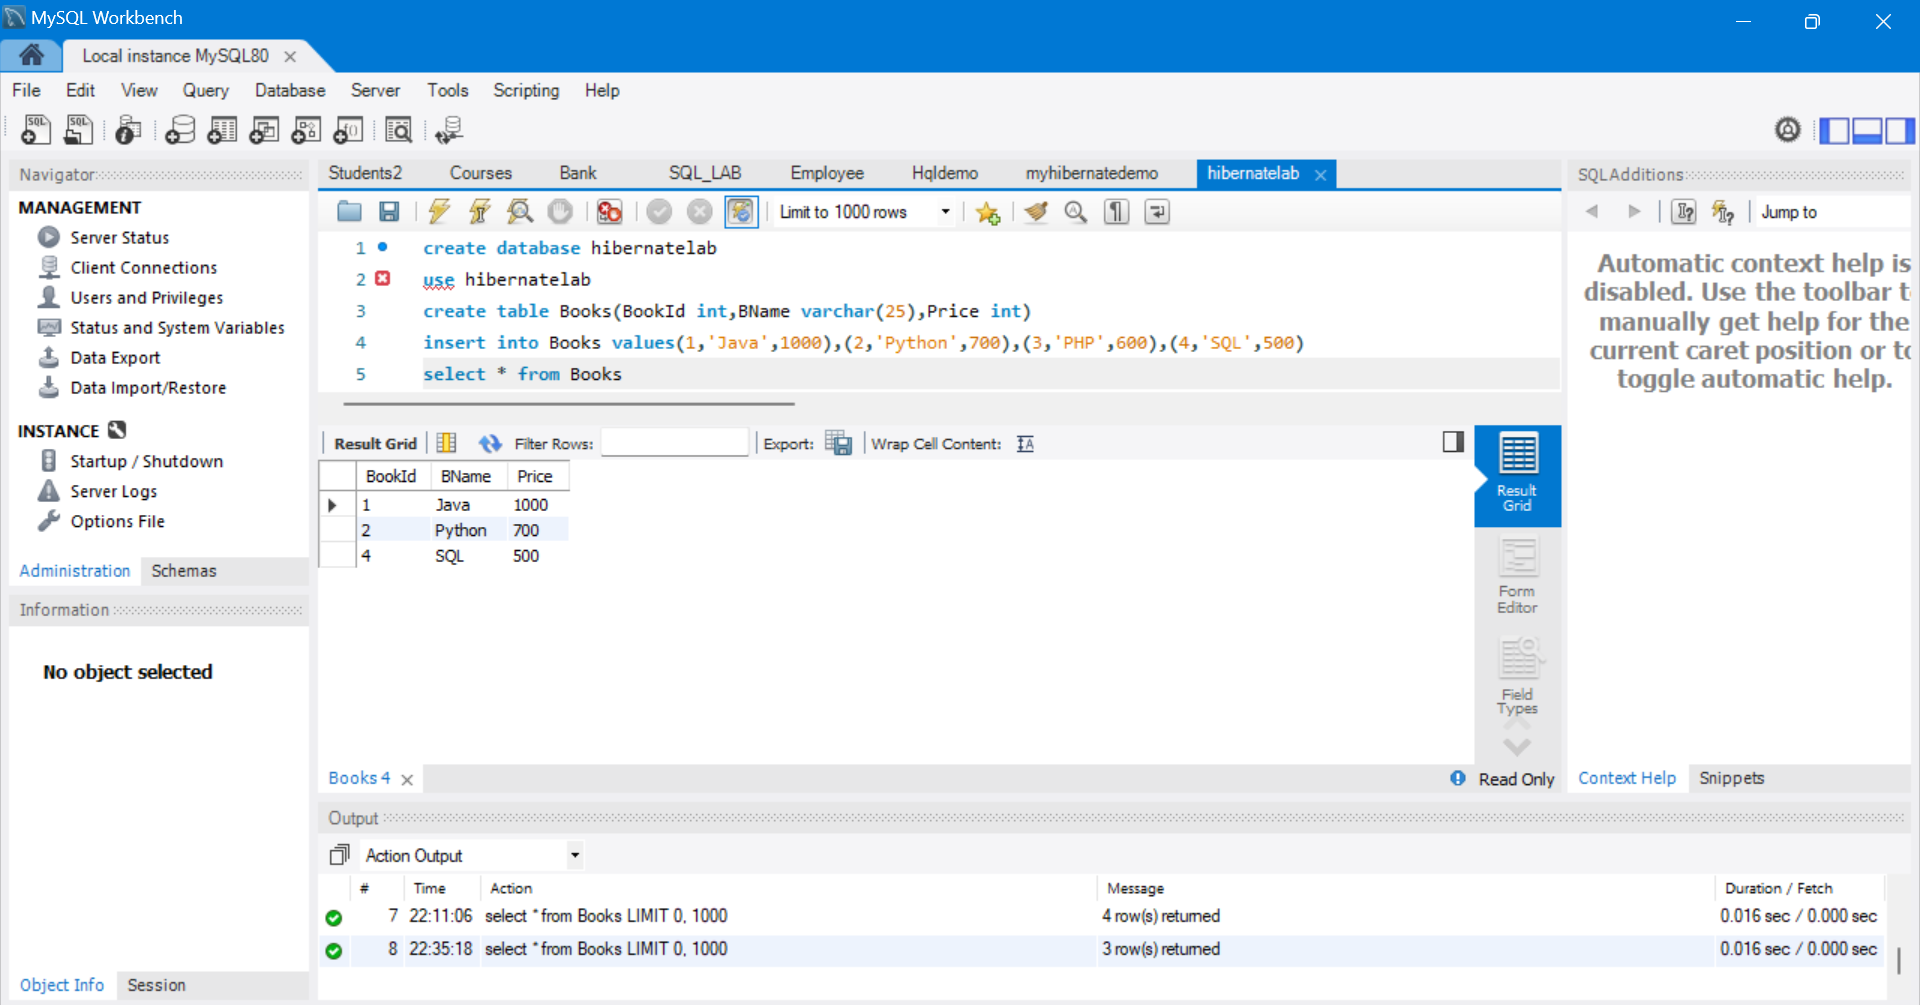 MySQL Workbench
Local instance MySQL80
File Edit View Query Database Server Tools Scripting Help
Navigator
MANAGEMENT
Server Status
Client Connections
Users and Privileges
Status and System Variables
Data Export
Data Import/Restore
INSTANCE
Startup / Shutdown
Server Logs
Options File
Administration Schemas
Information
No object selected
Object Info Session
Students2 Courses Bank SQL_LAB Employee Hqldemo myhibernatedemo hibernatelab
Limit to 1000 rows
1 create database hibernatelab
2 use hibernatelab
3 create table Books(BookId int,BName varchar(25),Price int)
4 insert into Books values(1,'Java',1000),(2,'Python',700),(3,'PHP',600),(4,'SQL',500)
5 select * from Books
Result Grid Filter Rows: Export: Wrap Cell Content:
BookId BName Price
1 Java 1000
2 Python 700
4 SQL 500
Result
Grid
Form
Editor
Field
Types
Books 4
Read Only
SQLAdditions
Jump to
Automatic context help is
disabled. Use the toolbar t
manually get help for the
current caret position or to
toggle automatic help.
Context Help Snippets
Output
Action Output
# Time Action Message Duration / Fetch
7 22:11:06 select * from Books LIMIT 0, 1000 4 row(s) returned 0.016 sec / 0.000 sec
8 22:35:18 select * from Books LIMIT 0, 1000 3 row(s) returned 0.016 sec / 0.000 sec